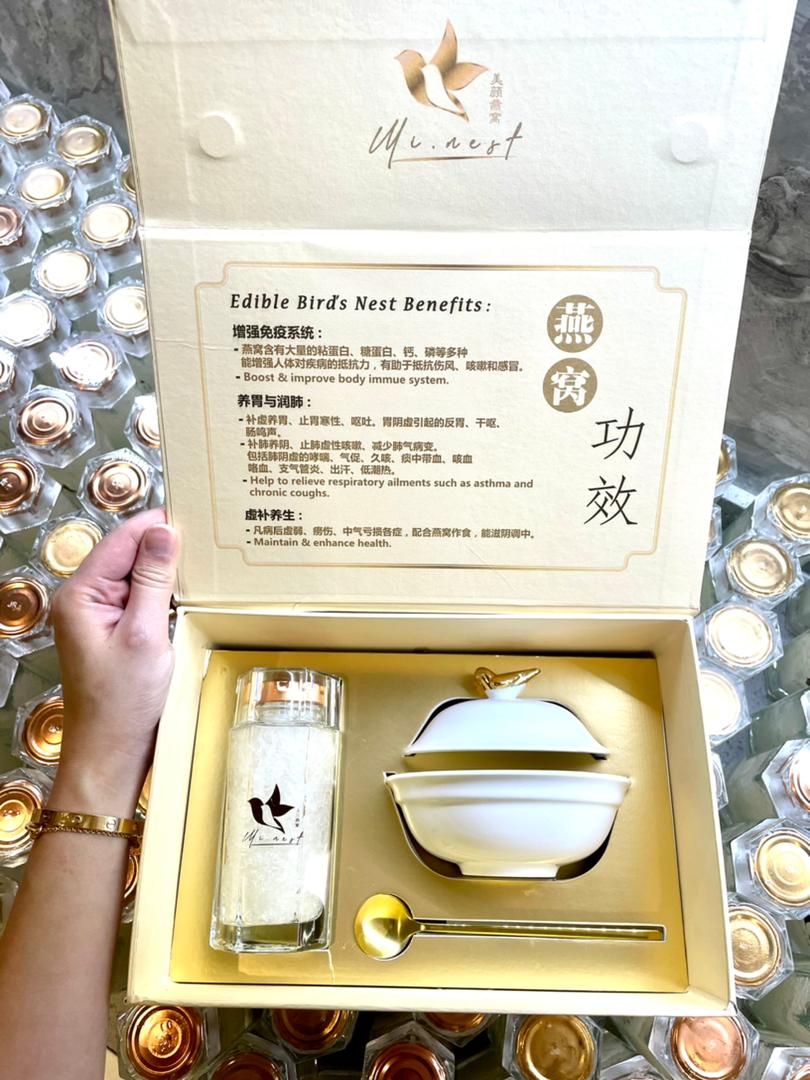 美颜燕窝
Mi.nest
Edible Bird's Nest Benefits:
燕窝
功效
增强免疫系统：
- 燕窝含有大量的粘蛋白、糖蛋白、钙、磷等多种
能增强人体对疾病的抵抗力，有助于抵抗伤风、咳嗽和感冒。
- Boost & improve body immue system.
养胃与润肺：
- 补虚养胃、止胃寒性、呕吐。胃阴虚引起的反胃、干呕、
肠鸣声。
- 补肺养阴、止肺虚性咳嗽、减少肺气病变。
包括肺阴虚的哮喘、气促、久咳、痰中带血、咳血
咯血、支气管炎、出汗、低潮热。
- Help to relieve respiratory ailments such as asthma and
chronic coughs.
虚补养生：
- 凡病后虚弱、痨伤、中气亏损各症，配合燕窝作食，能滋阴调中。
- Maintain & enhance health.
Mi.nest